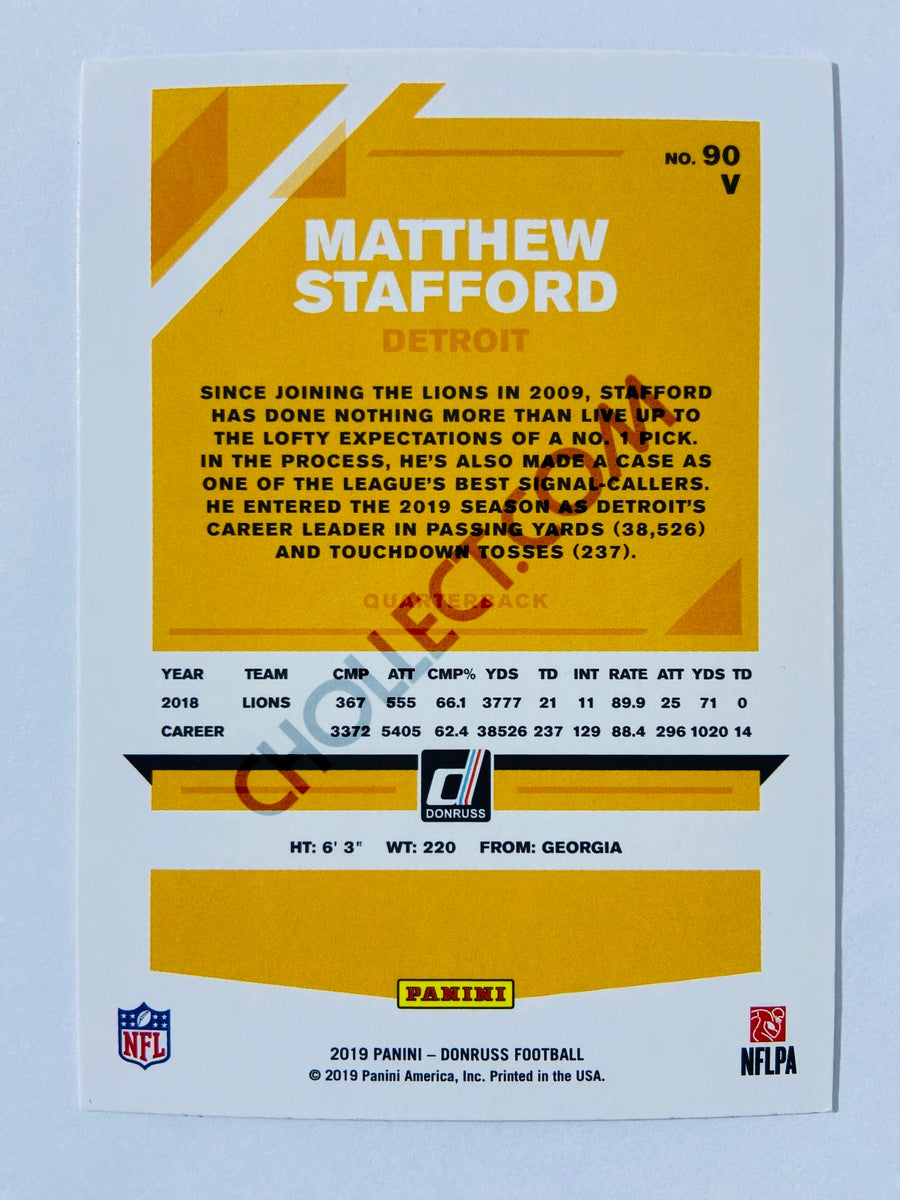 NO. 90
V
MATTHEW
STAFFORD
DETROIT
SINCE JOINING THE LIONS IN 2009, STAFFORD
HAS DONE NOTHING MORE THAN LIVE UP TO
THE LOFTY EXPECTATIONS OF A NO. 1 PICK.
IN THE PROCESS, HE'S ALSO MADE A CASE AS
ONE OF THE LEAGUE'S BEST SIGNAL-CALLERS.
HE ENTERED THE 2019 SEASON AS DETROIT'S
CAREER LEADER IN PASSING YARDS (38,526)
AND TOUCHDOWN TOSSES (237).
QUARTERBACK
YEAR TEAM CMP ATT CMP% YDS TD INT RATE ATT YDS TD
2018 LIONS 367 555 66.1 3777 21 11 89.9 25 71 0
CAREER 3372 5405 62.4 38526 237 129 88.4 296 1020 14
d
DONRUSS
HT: 6' 3" WT: 220 FROM: GEORGIA
PANINI
NFL
NFLPA
2019 PANINI – DONRUSS FOOTBALL
© 2019 Panini America, Inc. Printed in the USA.
CHOLLECT.COM